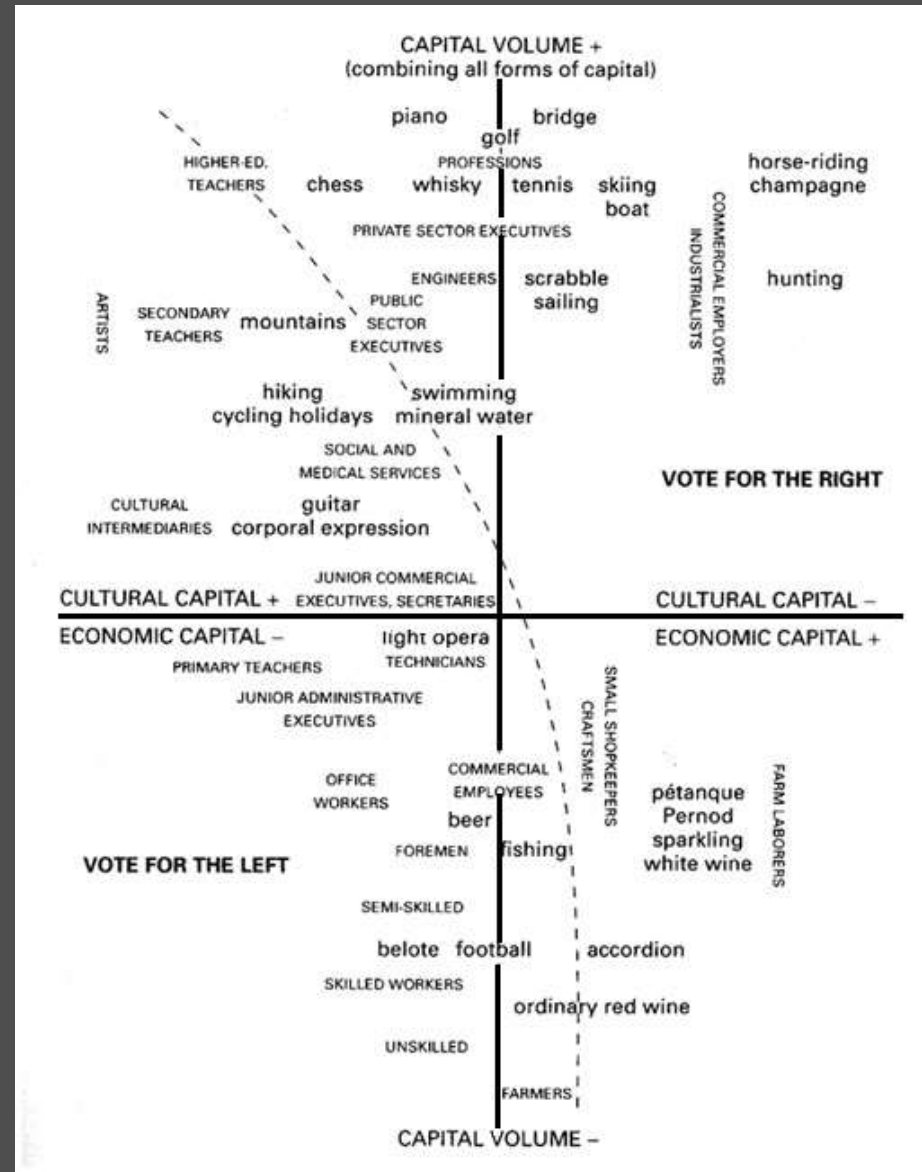 CAPITAL VOLUME +
(combining all forms of capital)
piano
bridge
golf
HIGHER-ED.
TEACHERS
chess
PROFESSIONS
whisky
tennis
skiing
boat
horse-riding
champagne
PRIVATE SECTOR EXECUTIVES
COMMERCIAL EMPLOYERS
INDUSTRIALISTS
ENGINEERS
scrabble
sailing
hunting
ARTISTS
SECONDARY
TEACHERS
mountains
PUBLIC
SECTOR
EXECUTIVES
hiking
cycling holidays
swimming
mineral water
SOCIAL AND
MEDICAL SERVICES
VOTE FOR THE RIGHT
CULTURAL
INTERMEDIARIES
guitar
corporal expression
JUNIOR COMMERCIAL
EXECUTIVES, SECRETARIES
CULTURAL CAPITAL +
CULTURAL CAPITAL –
ECONOMIC CAPITAL –
ECONOMIC CAPITAL +
light opera
TECHNICIANS
PRIMARY TEACHERS
JUNIOR ADMINISTRATIVE
EXECUTIVES
SMALL SHOPKEEPERS
CRAFTSMEN
OFFICE
WORKERS
COMMERCIAL
EMPLOYEES
beer
pétanque
Pernod
sparkling
white wine
FARM LABORERS
FOREMEN
fishing
VOTE FOR THE LEFT
SEMI-SKILLED
belote
football
accordion
SKILLED WORKERS
ordinary red wine
UNSKILLED
FARMERS
CAPITAL VOLUME –